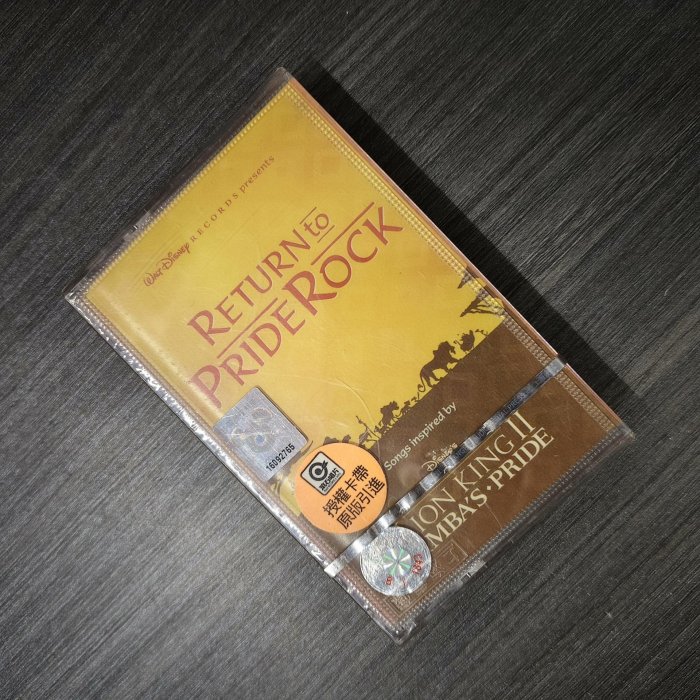 WALT DISNEY RECORDS presents
RETURN to
PRIDE ROCK
16092765
授權卡帶
原版引進
Songs inspired by
DISNEY'S
ION KING II
MBA'S·PRIDE